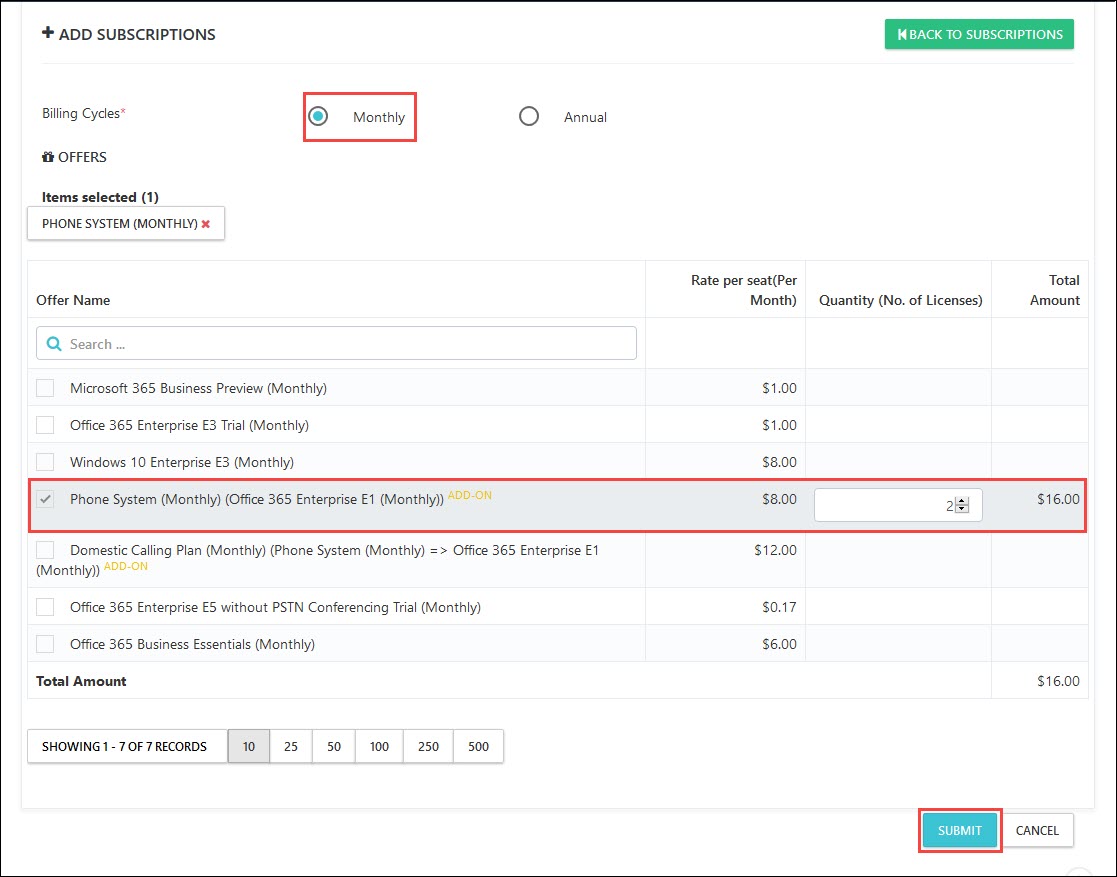 ADD SUBSCRIPTIONS
BACK TO SUBSCRIPTIONS
Billing Cycles*
Monthly
Annual
OFFERS
Items selected (1)
PHONE SYSTEM (MONTHLY) ✖
Offer Name
Rate per seat(Per
Month)
Quantity (No. of Licenses)
Total
Amount
Search ...
Microsoft 365 Business Preview (Monthly) $1.00
Office 365 Enterprise E3 Trial (Monthly) $1.00
Windows 10 Enterprise E3 (Monthly) $8.00
Phone System (Monthly) (Office 365 Enterprise E1 (Monthly)) ADD-ON $8.00 2 $16.00
Domestic Calling Plan (Monthly) (Phone System (Monthly) => Office 365 Enterprise E1 $12.00
(Monthly)) ADD-ON
Office 365 Enterprise E5 without PSTN Conferencing Trial (Monthly) $0.17
Office 365 Business Essentials (Monthly) $6.00
Total Amount $16.00
SHOWING 1 - 7 OF 7 RECORDS 10 25 50 100 250 500
SUBMIT CANCEL